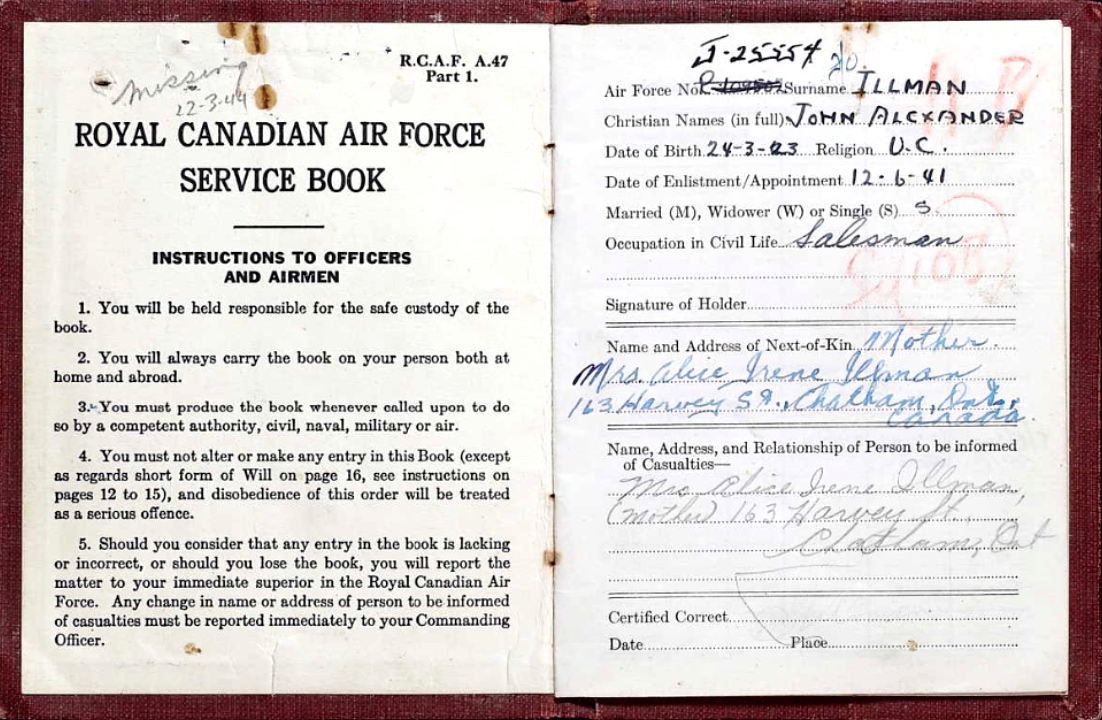 missing
12-3-44
R.C.A.F. A.47
Part 1.
ROYAL CANADIAN AIR FORCE
SERVICE BOOK
INSTRUCTIONS TO OFFICERS
AND AIRMEN
1. You will be held responsible for the safe custody of the
book.
2. You will always carry the book on your person both at
home and abroad.
3. You must produce the book whenever called upon to do
so by a competent authority, civil, naval, military or air.
4. You must not alter or make any entry in this Book (except
as regards short form of Will on page 16, see instructions on
pages 12 to 15), and disobedience of this order will be treated
as a serious offence.
5. Should you consider that any entry in the book is lacking
or incorrect, or should you lose the book, you will report the
matter to your immediate superior in the Royal Canadian Air
Force. Any change in name or address of person to be informed
of casualties must be reported immediately to your Commanding
Officer.
J-25554
Air Force No. Surname ILLMAN
Christian Names (in full) JOHN ALEXANDER
Date of Birth 24-3-23 Religion U.C.
Date of Enlistment/Appointment 12-6-41
Married (M), Widower (W) or Single (S) S
Occupation in Civil Life Salesman
Signature of Holder
Name and Address of Next-of-Kin Mother.
Mrs. Alice Irene Illman
163 Harvey St., Chatham, Ont.,
Canada.
Name, Address, and Relationship of Person to be informed
of Casualties—
Mrs Alice Irene Illman,
(mother) 163 Harvey St.,
Chatham, Ont
Certified Correct
Date Place